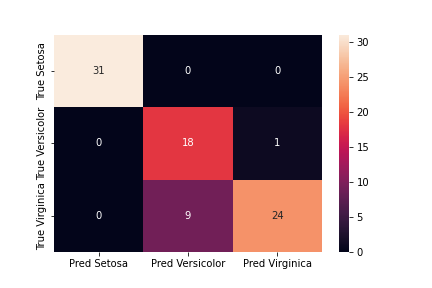 True Setosa 31 0 0
True Versicolor 0 18 1
True Virginica 0 9 24
Pred Setosa Pred Versicolor Pred Virginica
30
25
20
15
10
5
0